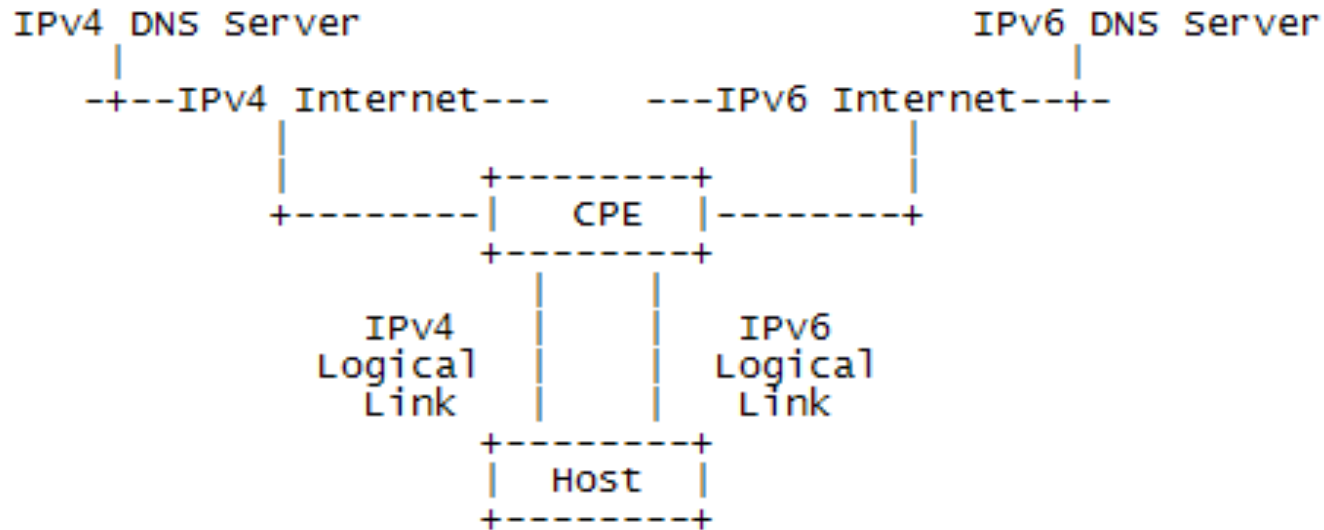 IPv4 DNS Server IPv6 DNS Server
IPv4 Internet IPv6 Internet
CPE
IPv4 IPv6
Logical Logical
Link Link
Host